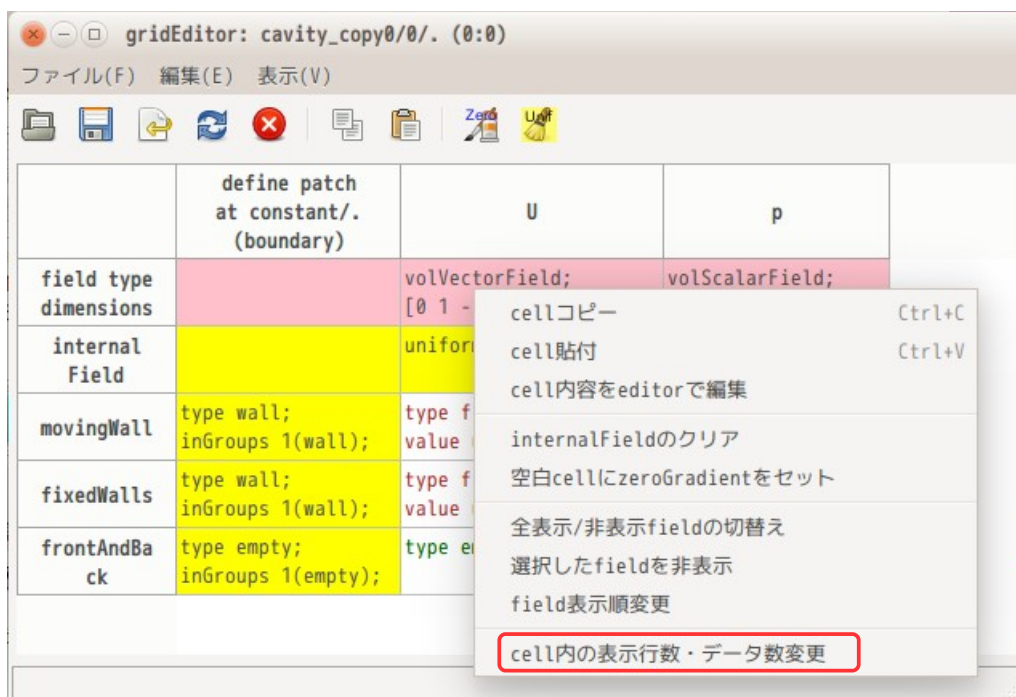 gridEditor: cavity_copy0/0/. (0:0)
ファイル(F) 編集(E) 表示(V)
Zero Unif
define patch
at constant/.
(boundary)
U
p
field type
dimensions
volVectorField;
[0 1 -
volScalarField;
internal
Field
unifor
movingWall
type wall;
inGroups 1(wall);
type f
value
fixedWalls
type wall;
inGroups 1(wall);
type f
value
frontAndBa
ck
type empty;
inGroups 1(empty);
type e
cellコピー Ctrl+C
cell貼付 Ctrl+V
cell内容をeditorで編集
internalFieldのクリア
空白cellにzeroGradientをセット
全表示/非表示fieldの切替え
選択したfieldを非表示
field表示順変更
cell内の表示行数・データ数変更